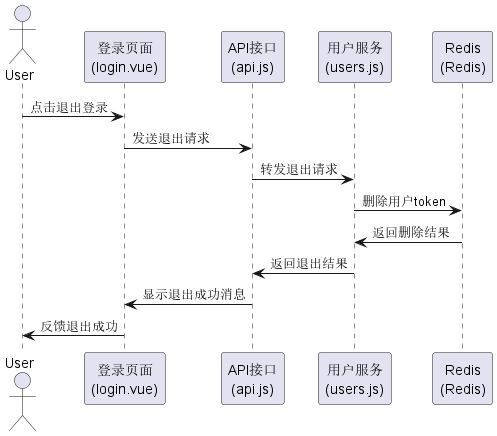 User
登录页面
(login.vue)
API接口
(api.js)
用户服务
(users.js)
Redis
(Redis)
点击退出登录
发送退出请求
转发退出请求
删除用户token
返回删除结果
返回退出结果
显示退出成功消息
反馈退出成功
User
登录页面
(login.vue)
API接口
(api.js)
用户服务
(users.js)
Redis
(Redis)